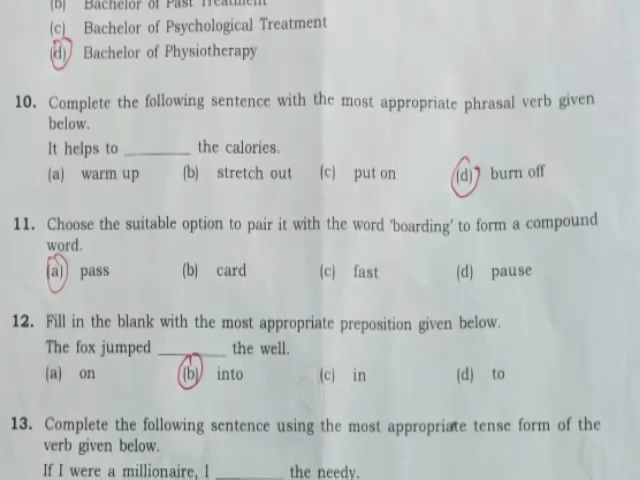 (b) Bachelor of Past Treatment
(c) Bachelor of Psychological Treatment
(d) Bachelor of Physiotherapy
10. Complete the following sentence with the most appropriate phrasal verb given
below.
It helps to ________ the calories.
(a) warm up (b) stretch out (c) put on (d) burn off
11. Choose the suitable option to pair it with the word 'boarding' to form a compound
word.
(a) pass (b) card (c) fast (d) pause
12. Fill in the blank with the most appropriate preposition given below.
The fox jumped ________ the well.
(a) on (b) into (c) in (d) to
13. Complete the following sentence using the most appropriate tense form of the
verb given below.
If I were a millionaire, I ________ the needy.